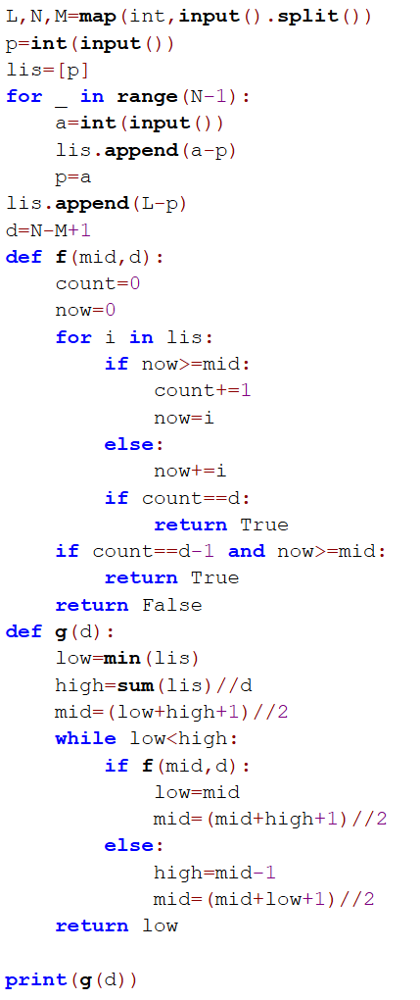 L,N,M=map(int,input().split())
p=int(input())
lis=[p]
for _ in range(N-1):
    a=int(input())
    lis.append(a-p)
    p=a
lis.append(L-p)
d=N-M+1
def f(mid,d):
    count=0
    now=0
    for i in lis:
        if now>=mid:
            count+=1
            now=i
        else:
            now+=i
        if count==d:
            return True
    if count==d-1 and now>=mid:
        return True
    return False
def g(d):
    low=min(lis)
    high=sum(lis)//d
    mid=(low+high+1)//2
    while low<high:
        if f(mid,d):
            low=mid
            mid=(mid+high+1)//2
        else:
            high=mid-1
            mid=(mid+low+1)//2
    return low

print(g(d))